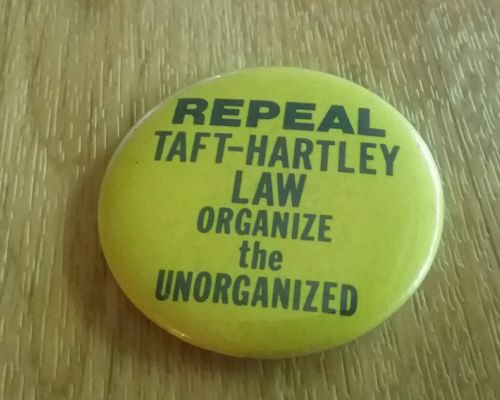 REPEAL
TAFT-HARTLEY
LAW
ORGANIZE
the
UNORGANIZED